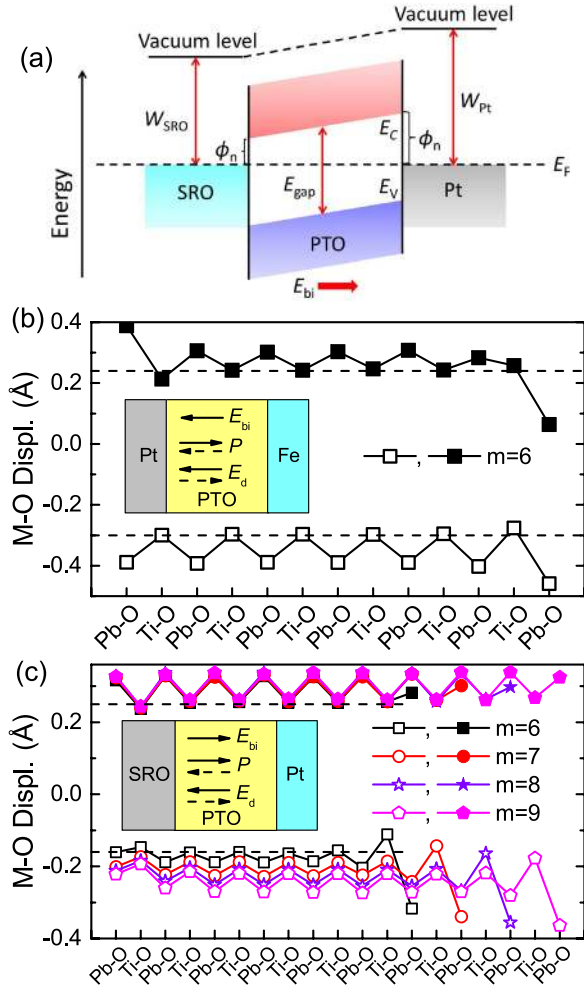 (a)
Vacuum level
Vacuum level
W_SRO
W_Pt
ϕ_n
E_C
ϕ_n
E_gap
E_V
E_F
SRO
Pt
PTO
Energy
E_bi
(b)
0.4
0.2
0.0
-0.2
-0.4
M-O Displ. (Å)
Pt
E_bi
P
E_d
PTO
Fe
, m=6
Pb-O Ti-O Pb-O Ti-O Pb-O Ti-O Pb-O Ti-O Pb-O Ti-O Pb-O Ti-O Pb-O
(c)
0.2
0.0
-0.2
-0.4
M-O Displ. (Å)
SRO
E_bi
P
E_d
PTO
Pt
, m=6
, m=7
, m=8
, m=9
Pb-O Ti-O Pb-O Ti-O Pb-O Ti-O Pb-O Ti-O Pb-O Ti-O Pb-O Ti-O Pb-O Ti-O Pb-O Ti-O Pb-O Ti-O Pb-O